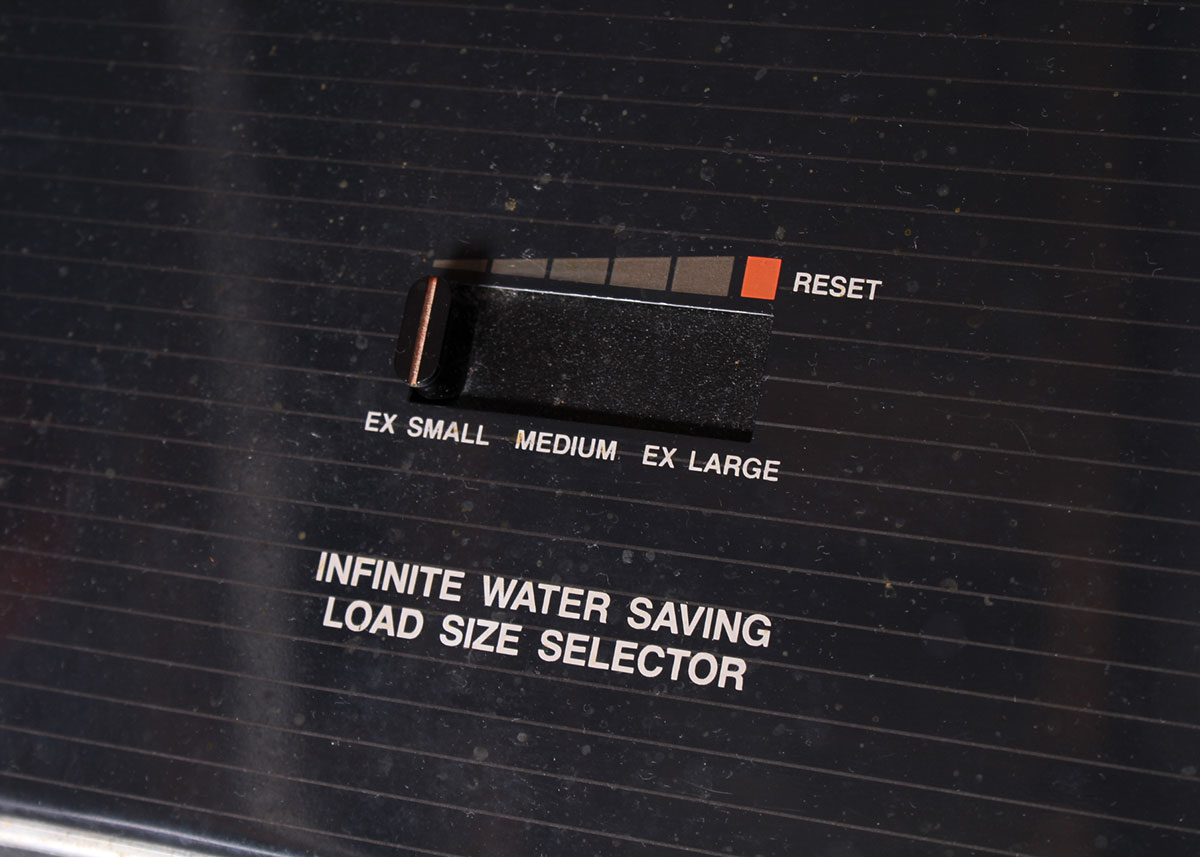 RESET
EX SMALL MEDIUM EX LARGE
INFINITE WATER SAVING
LOAD SIZE SELECTOR